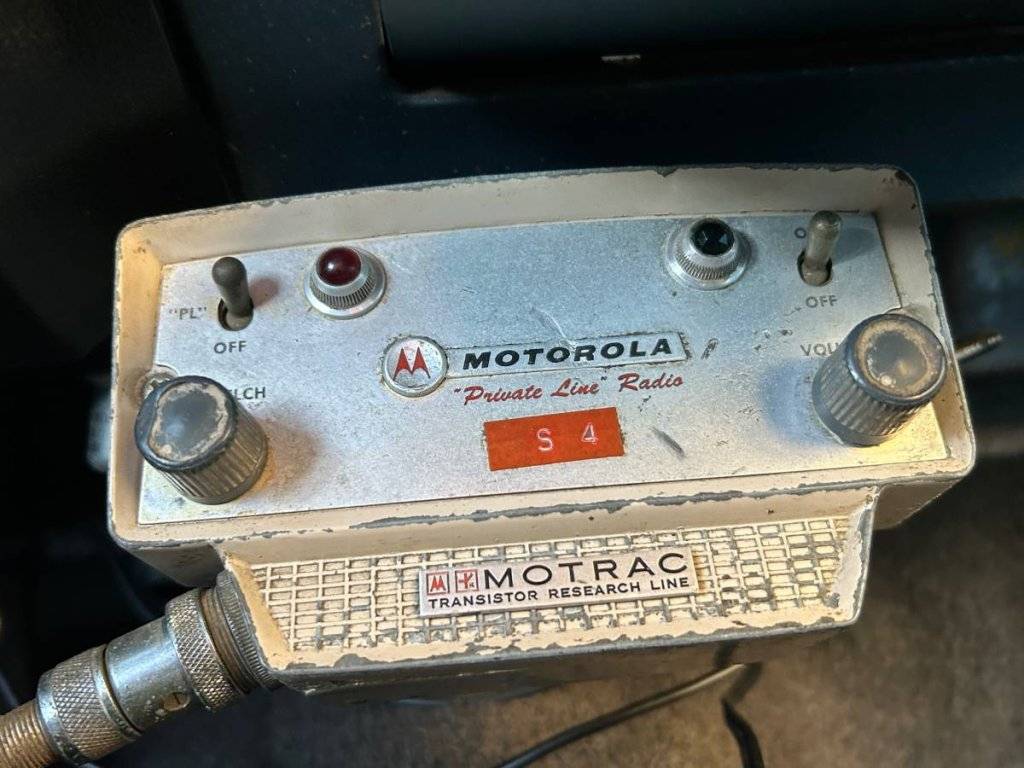 "PL"
OFF
OFF
MOTOROLA
"Private Line" Radio
S 4
MOTRAC
TRANSISTOR RESEARCH LINE